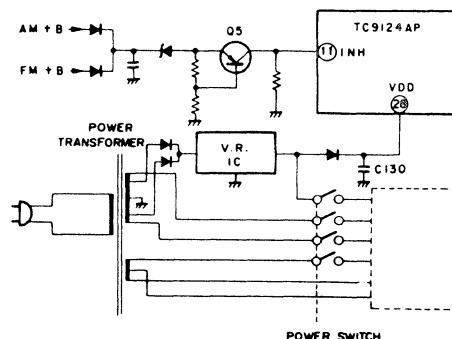 AM + B
FM + B
Q5
TC9124AP
11 INH
VDD
28
POWER
TRANSFORMER
V.R.
IC
C130
POWER SWITCH